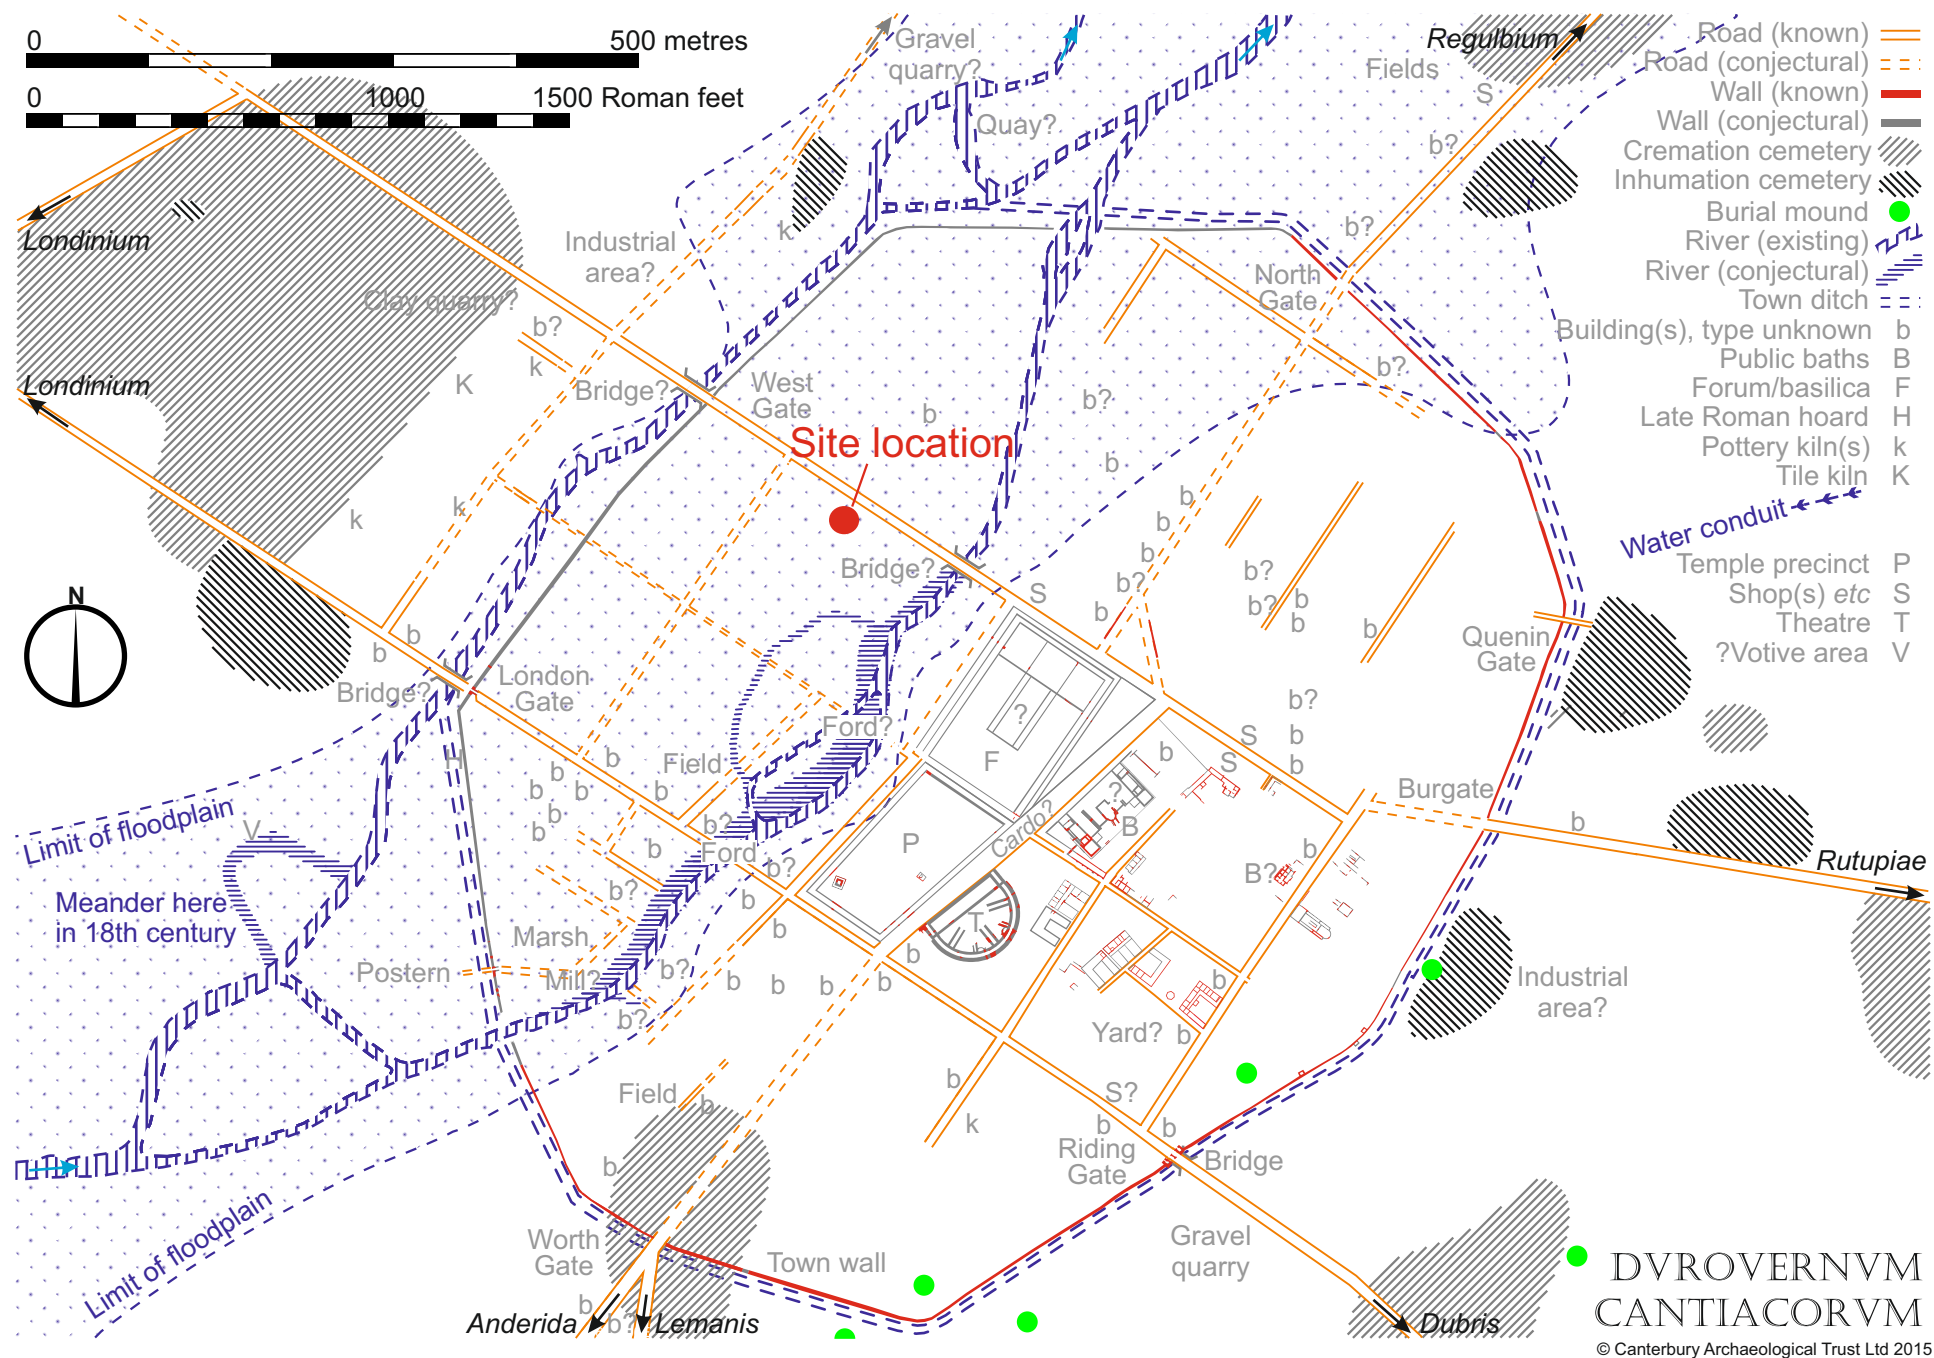 0
500 metres
0
1000
1500 Roman feet
Gravel
quarry?
Regulbium
Fields
S
Road (known)
Road (conjectural)
Wall (known)
Wall (conjectural)
Cremation cemetery
Inhumation cemetery
Burial mound
River (existing)
River (conjectural)
Town ditch
Building(s), type unknown b
Public baths B
Forum/basilica F
Late Roman hoard H
Pottery kiln(s) k
Tile kiln K
Water conduit
Temple precinct P
Shop(s) etc S
Theatre T
?Votive area V
Quay?
b?
k
Londinium
Industrial
area?
b?
North
Gate
Clay quarry?
b?
k
K
Londinium
Bridge?
West
Gate
b
b?
b?
Site location
b
k
k
b
b
b
Bridge?
b?
b?
b?
b
b
b
b
S
N
b
b
Quenin
Gate
London
Gate
Bridge?
b?
Ford?
?
F
b
S
S
b
b
H
b
b
Field
b
b
b
b
b
b?
Ford
b?
Cardo?
?
B
Burgate
b
Rutupiae
P
b
B?
Limit of floodplain
V
Meander here
in 18th century
b?
b
b
T
b
b
Marsh
Mill?
Postern
b?
b
b
b
b
b
b?
Industrial
area?
Yard?
b
Field
b
b
k
S?
b
b
Riding
Gate
Bridge
b
Limit of floodplain
Worth
Gate
Town wall
Gravel
quarry
b
b?
Anderida
Lemanis
Dubris
DVROVERNVM
CANTIACORVM
© Canterbury Archaeological Trust Ltd 2015